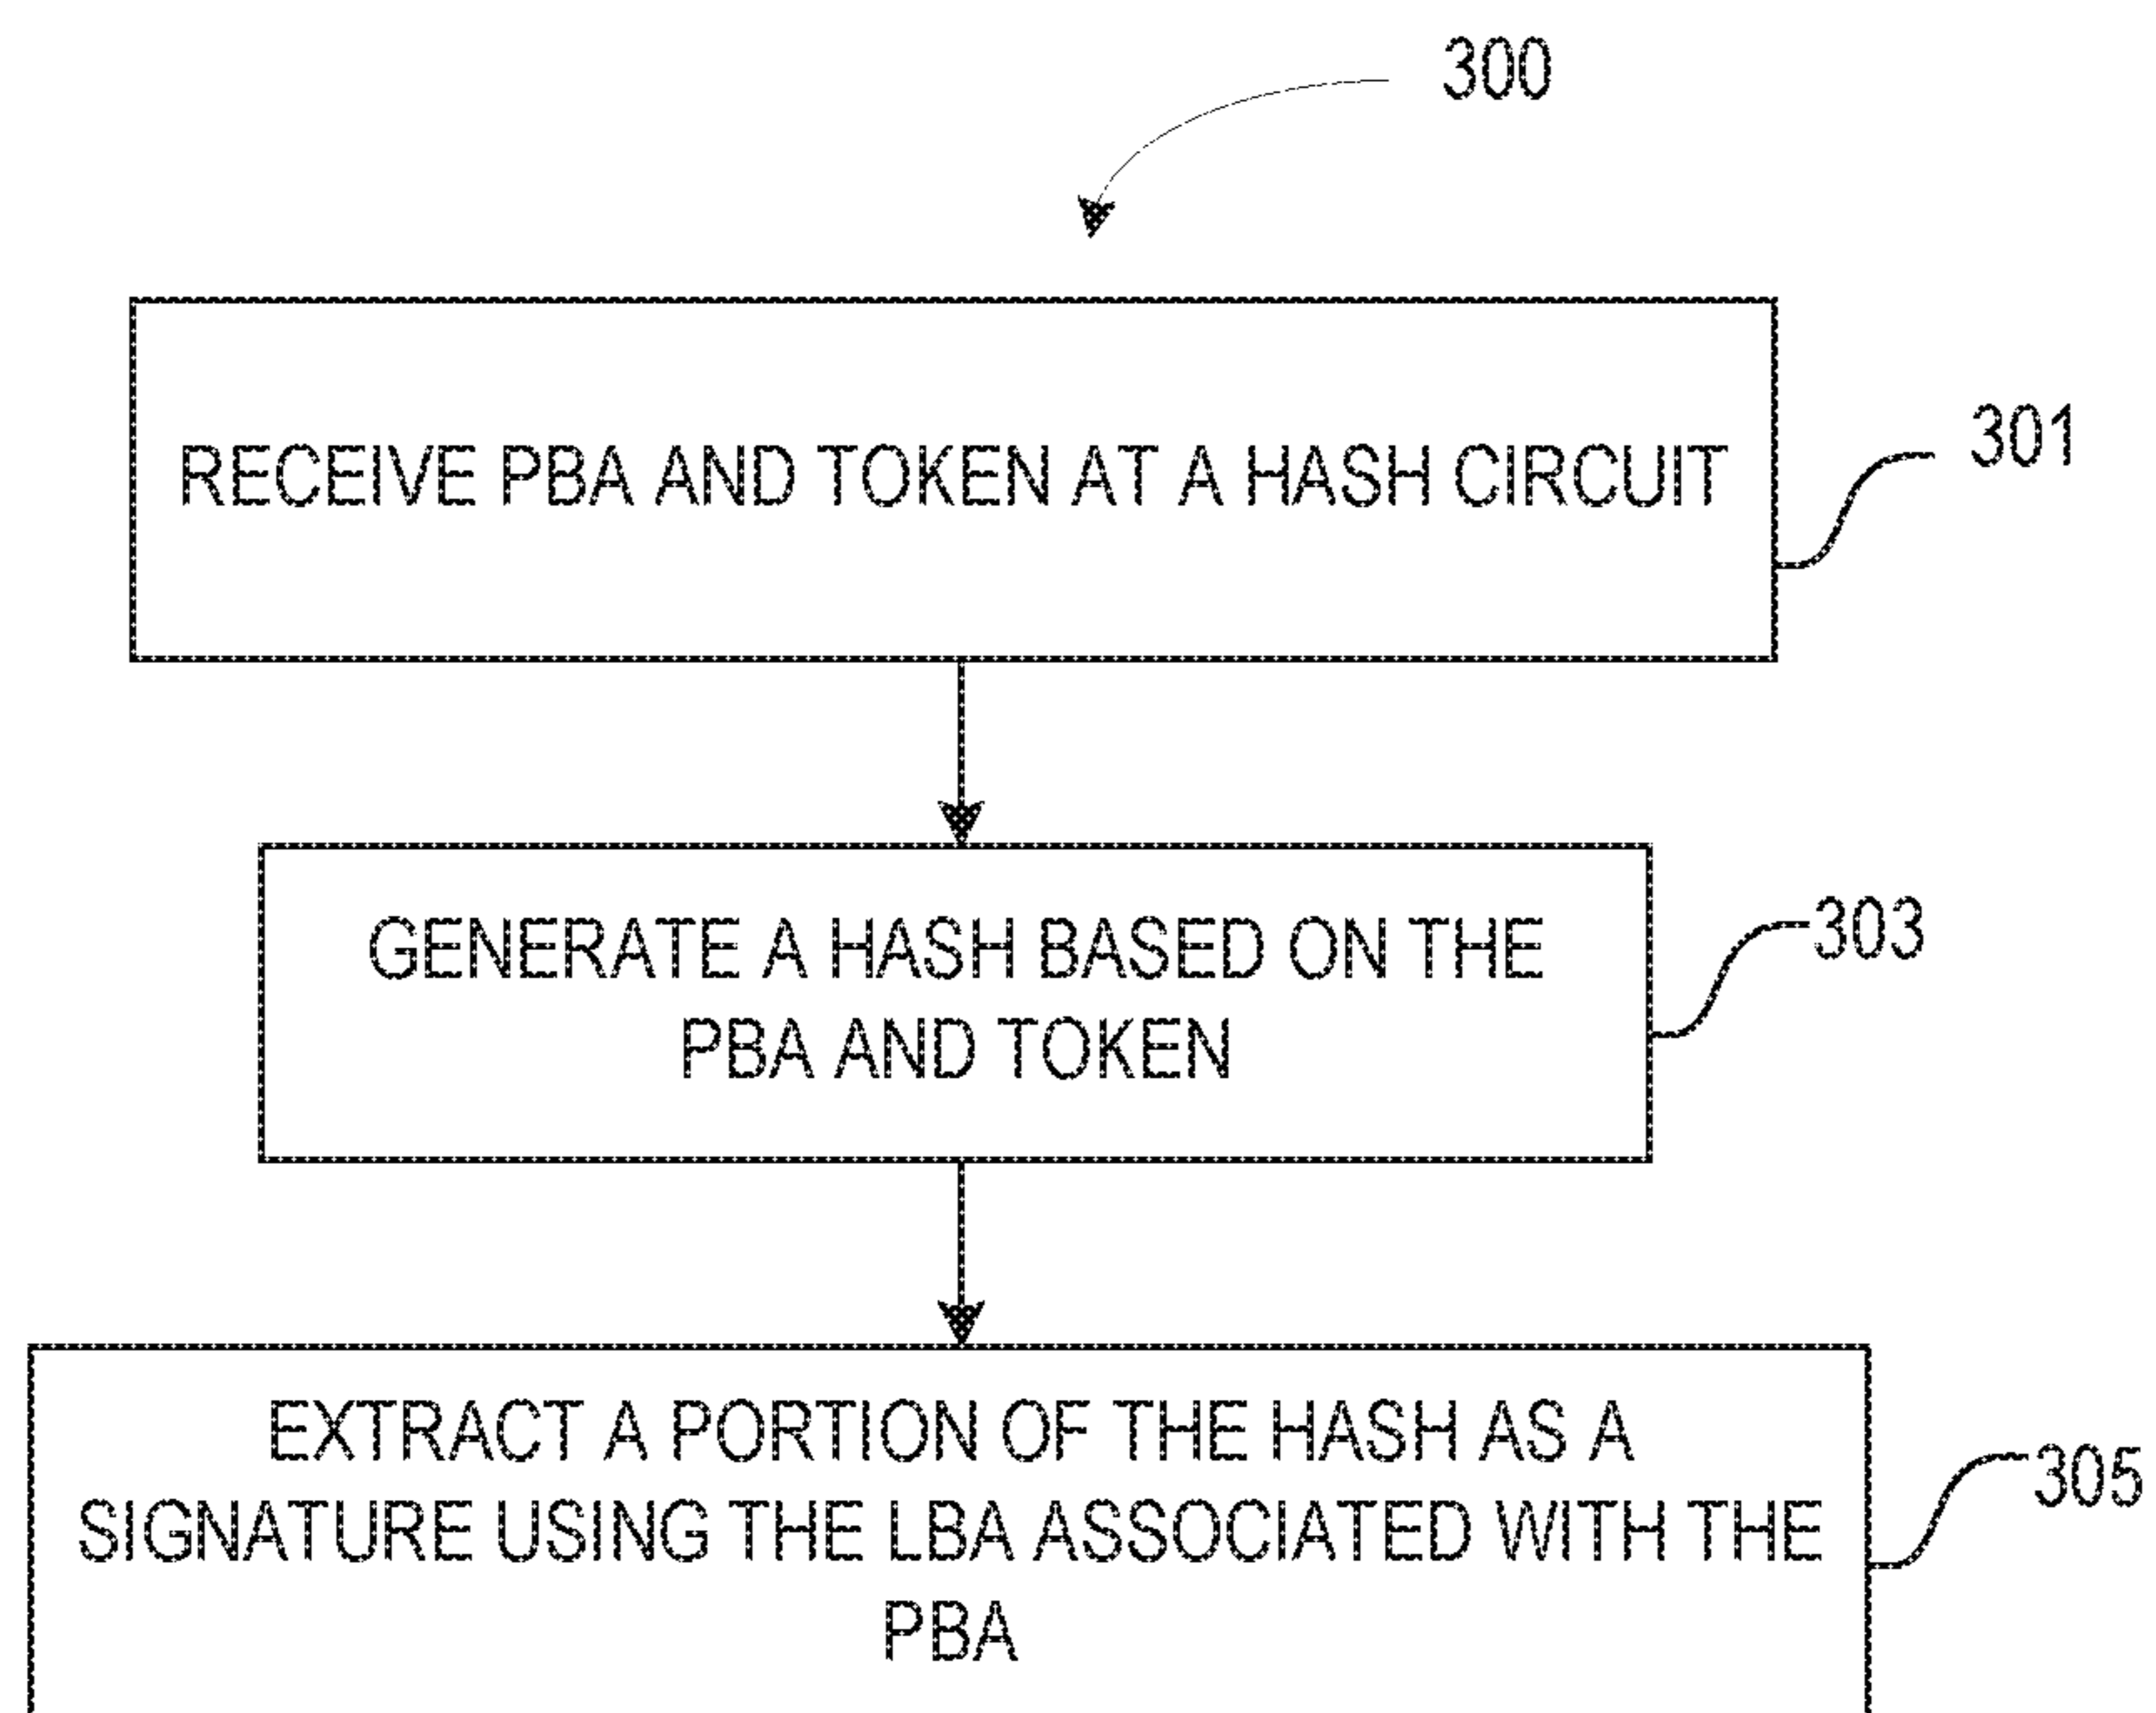 300
RECEIVE PBA AND TOKEN AT A HASH CIRCUIT
301
GENERATE A HASH BASED ON THE
PBA AND TOKEN
303
EXTRACT A PORTION OF THE HASH AS A
SIGNATURE USING THE LBA ASSOCIATED WITH THE
PBA
305